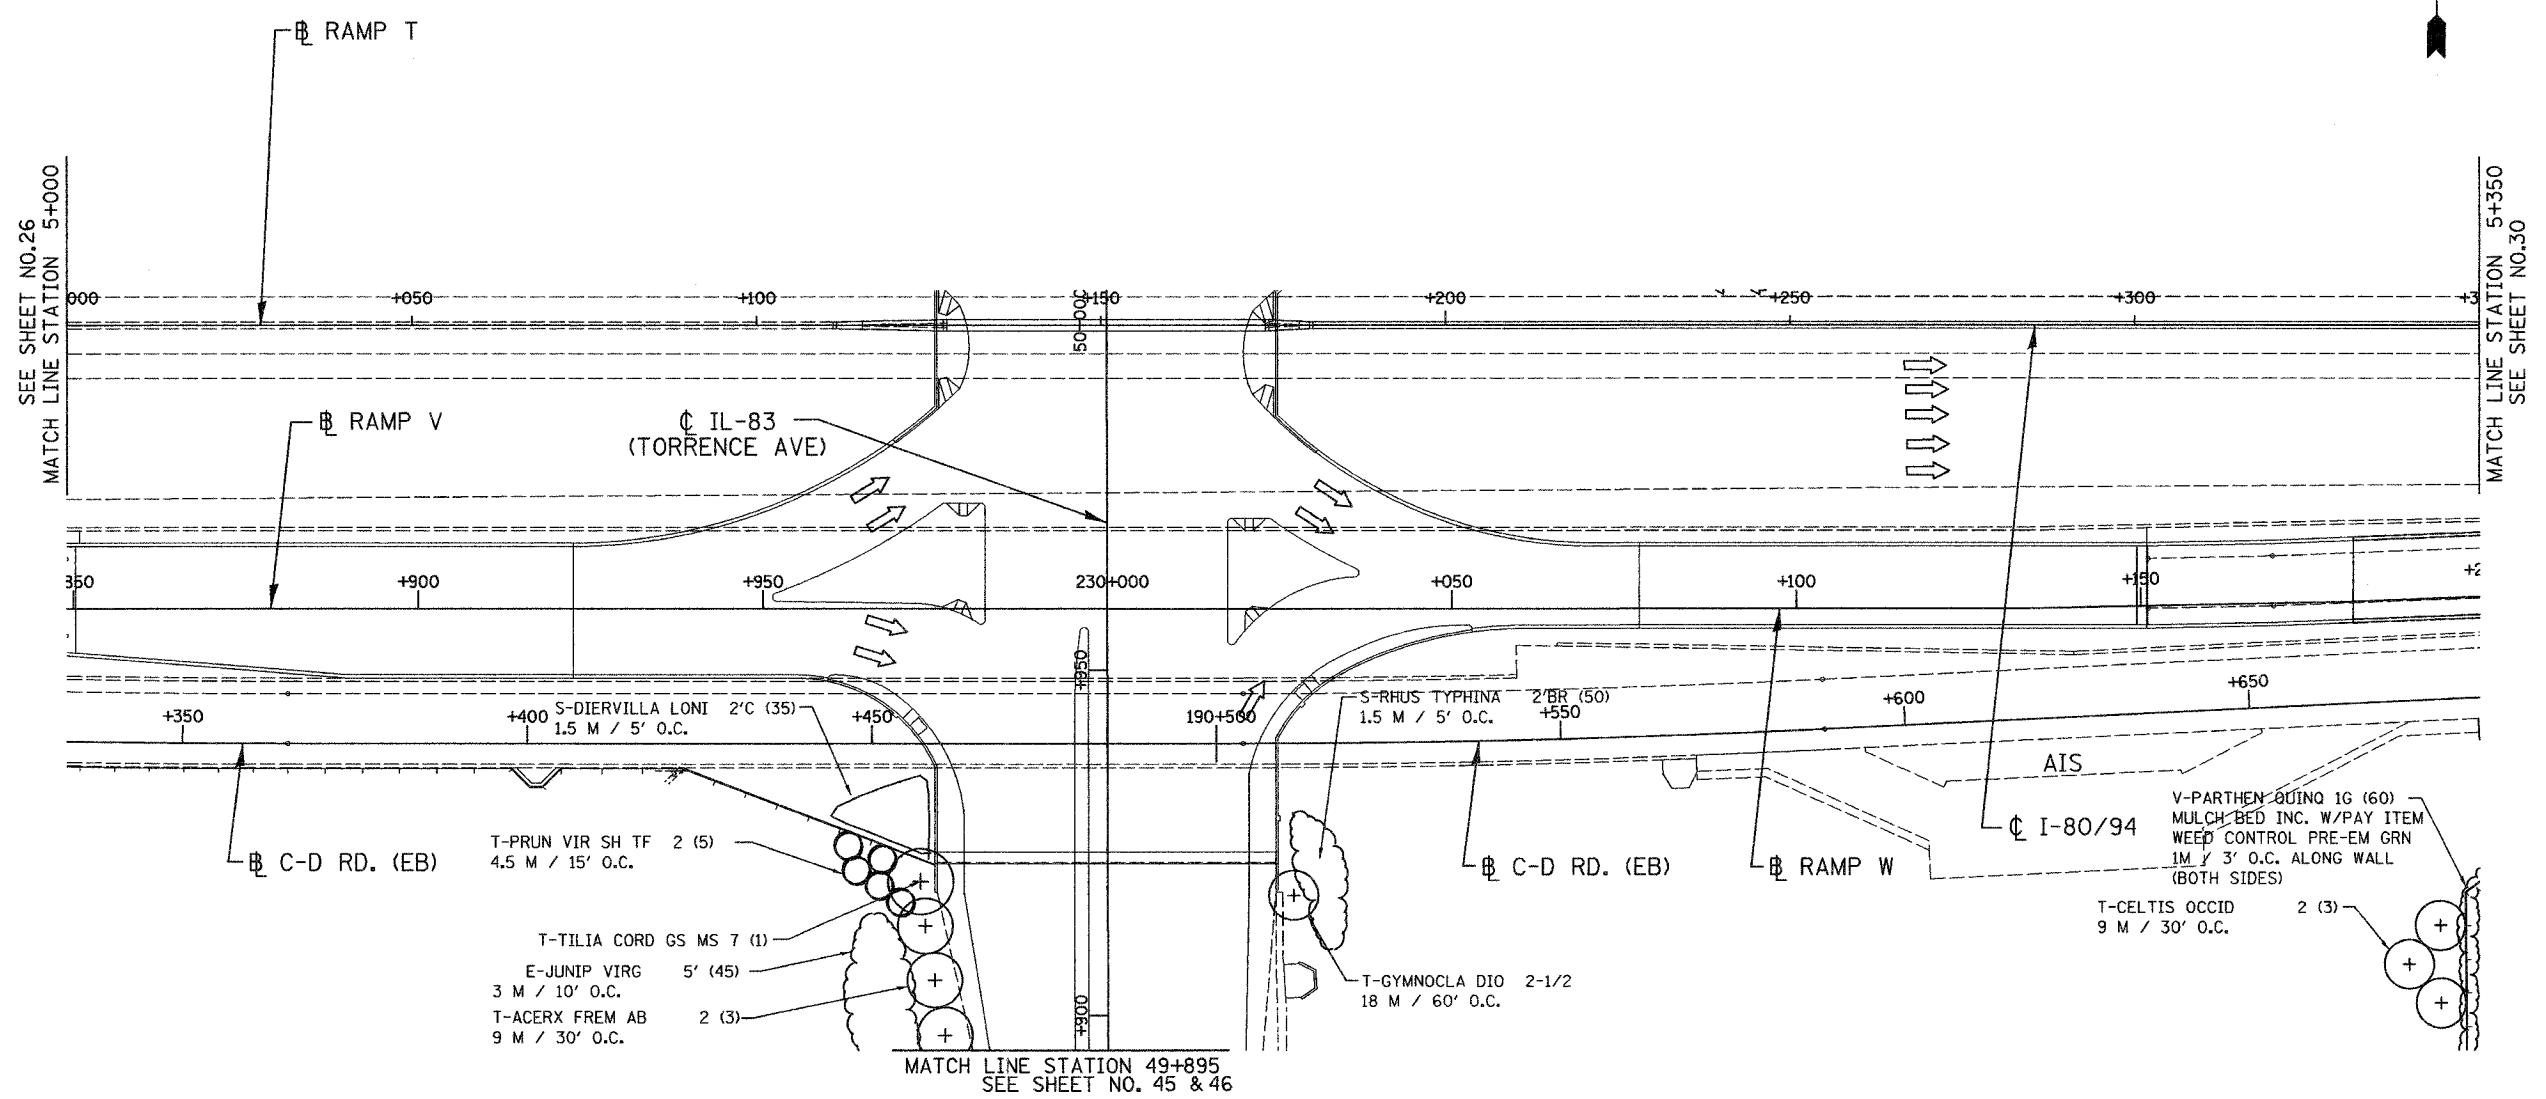 ℄ RAMP T
SEE SHEET NO.26
MATCH LINE STATION 5+000
MATCH LINE STATION 5+350
SEE SHEET NO.30
000
+050
+100
+150
+200
+250
+300
+3
50+000
℄ RAMP V
℄ IL-83
(TORRENCE AVE)
350
+900
+950
230+000
+050
+100
+150
+2
+950
+350
+400
+450
190+500
+550
+600
+650
S-DIERVILLA LONI 2'C (35)
1.5 M / 5' O.C.
S-RHUS TYPHINA 2'BR (50)
1.5 M / 5' O.C.
AIS
V-PARTHEN QUINQ 1G (60)
MULCH BED INC. W/PAY ITEM
WEED CONTROL PRE-EM GRN
1M / 3' O.C. ALONG WALL
(BOTH SIDES)
℄ C-D RD. (EB)
T-PRUN VIR SH TF 2 (5)
4.5 M / 15' O.C.
℄ C-D RD. (EB)
℄ RAMP W
℄ I-80/94
T-CELTIS OCCID 2 (3)
9 M / 30' O.C.
T-TILIA CORD GS MS 7 (1)
E-JUNIP VIRG 5' (45)
3 M / 10' O.C.
T-ACERX FREM AB 2 (3)
9 M / 30' O.C.
T-GYMNOCLA DIO 2-1/2
18 M / 60' O.C.
+900
MATCH LINE STATION 49+895
SEE SHEET NO. 45 & 46